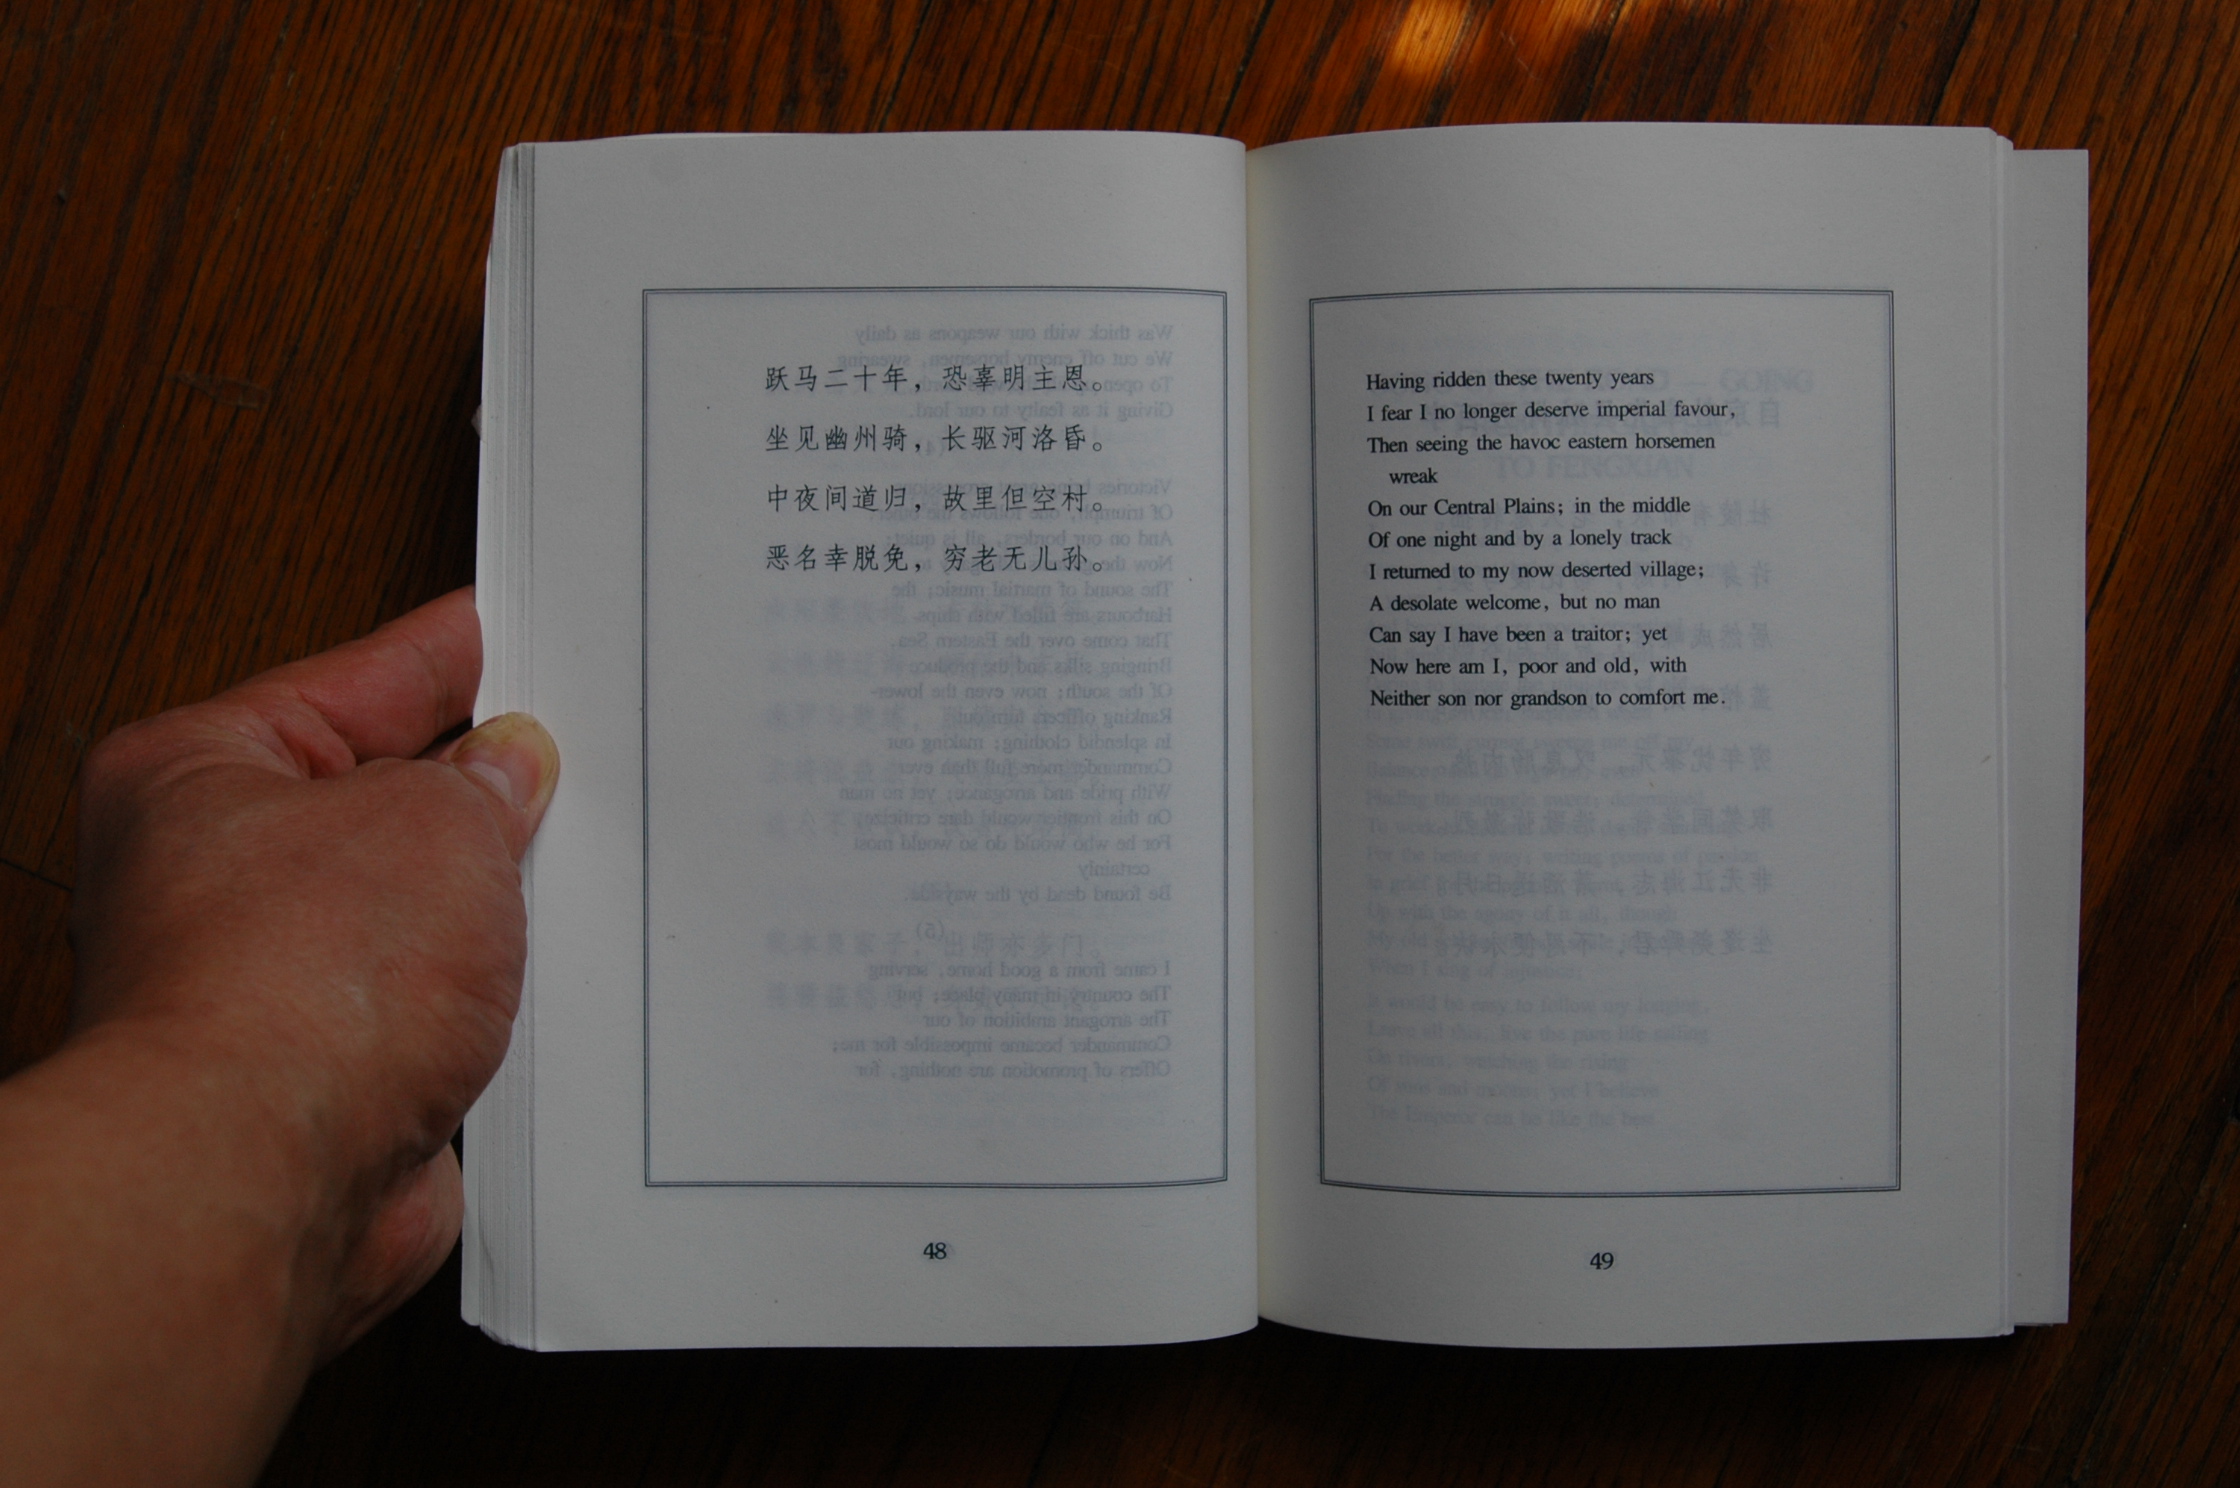 跃马二十年，恐辜明主恩。
坐见幽州骑，长驱河洛昏。
中夜间道归，故里但空村。
恶名幸脱免，穷老无儿孙。
48
Having ridden these twenty years
I fear I no longer deserve imperial favour,
Then seeing the havoc eastern horsemen
wreak
On our Central Plains; in the middle
Of one night and by a lonely track
I returned to my now deserted village;
A desolate welcome, but no man
Can say I have been a traitor; yet
Now here am I, poor and old, with
Neither son nor grandson to comfort me.
49